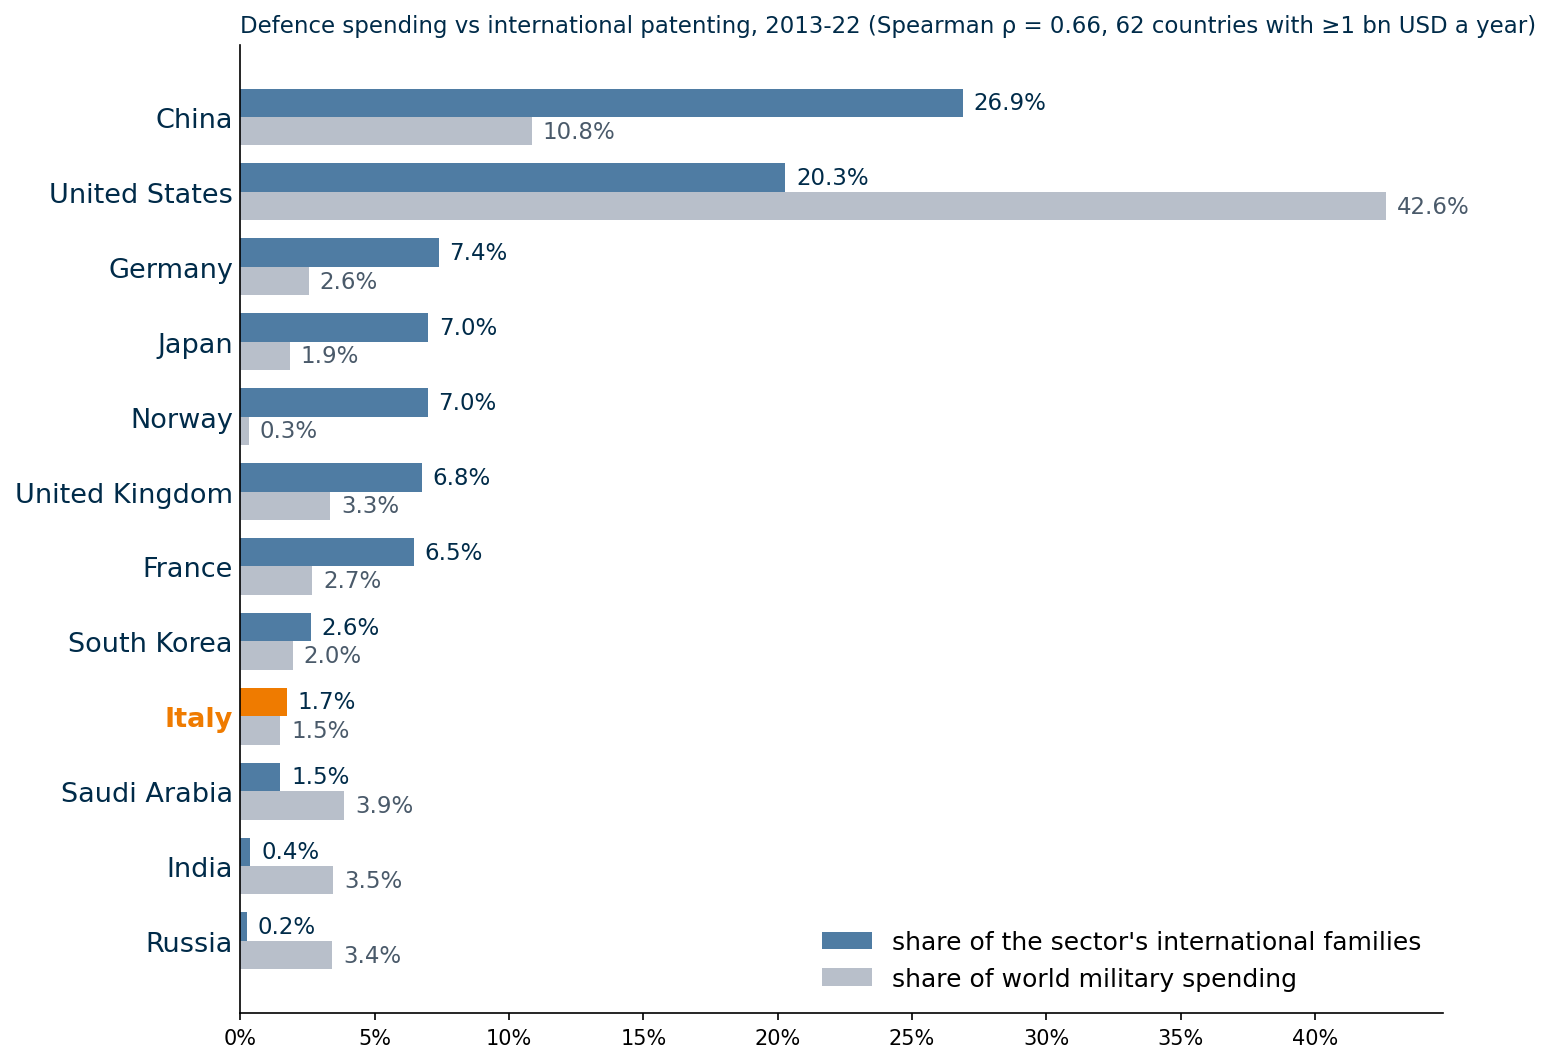 Defence spending vs international patenting, 2013-22 (Spearman ρ = 0.66, 62 countries with ≥1 bn USD a year)
China
26.9%
10.8%
United States
20.3%
42.6%
Germany
7.4%
2.6%
Japan
7.0%
1.9%
Norway
7.0%
0.3%
United Kingdom
6.8%
3.3%
France
6.5%
2.7%
South Korea
2.6%
2.0%
Italy
1.7%
1.5%
Saudi Arabia
1.5%
3.9%
India
0.4%
3.5%
Russia
0.2%
3.4%
share of the sector's international families
share of world military spending
0% 5% 10% 15% 20% 25% 30% 35% 40%